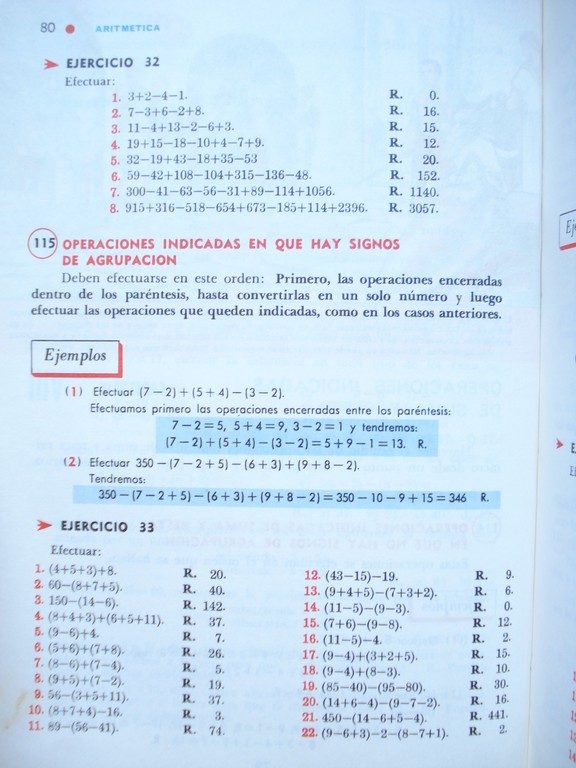 80 ● ARITMETICA
EJERCICIO 32
Efectuar:
1. 3+2−4−1. R. 0.
2. 7−3+6−2+8. R. 16.
3. 11−4+13−2−6+3. R. 15.
4. 19+15−18−10+4−7+9. R. 12.
5. 32−19+43−18+35−53 R. 20.
6. 59−42+108−104+315−136−48. R. 152.
7. 300−41−63−56−31+89−114+1056. R. 1140.
8. 915+316−518−654+673−185+114+2396. R. 3057.
115 OPERACIONES INDICADAS EN QUE HAY SIGNOS
DE AGRUPACION
Deben efectuarse en este orden: Primero, las operaciones encerradas
dentro de los paréntesis, hasta convertirlas en un solo número y luego
efectuar las operaciones que queden indicadas, como en los casos anteriores.
Ejemplos
(1) Efectuar (7 − 2) + (5 + 4) − (3 − 2).
Efectuamos primero las operaciones encerradas entre los paréntesis:
7 − 2 = 5, 5 + 4 = 9, 3 − 2 = 1 y tendremos:
(7 − 2) + (5 + 4) − (3 − 2) = 5 + 9 − 1 = 13. R.
(2) Efectuar 350 − (7 − 2 + 5) − (6 + 3) + (9 + 8 − 2).
Tendremos:
350 − (7 − 2 + 5) − (6 + 3) + (9 + 8 − 2) = 350 − 10 − 9 + 15 = 346 R.
EJERCICIO 33
Efectuar:
1. (4+5+3)+8. R. 20.
2. 60−(8+7+5). R. 40.
3. 150−(14−6). R. 142.
4. (8+4+3)+(6+5+11). R. 37.
5. (9−6)+4. R. 7.
6. (5+6)+(7+8). R. 26.
7. (8−6)+(7−4). R. 5.
8. (9+5)+(7−2). R. 19.
9. 56−(3+5+11). R. 37.
10. (8+7+4)−16. R. 3.
11. 89−(56−41). R. 74.
12. (43−15)−19. R. 9.
13. (9+4+5)−(7+3+2). R. 6.
14. (11−5)−(9−3). R. 0.
15. (7+6)−(9−8). R. 12.
16. (11−5)−4. R. 2.
17. (9−4)+(3+2+5). R. 15.
18. (9−4)+(8−3). R. 10.
19. (85−40)−(95−80). R. 30.
20. (14+6−4)−(9−7−2). R. 16.
21. 450−(14−6+5−4). R. 441.
22. (9−6+3)−2−(8−7+1). R. 2.